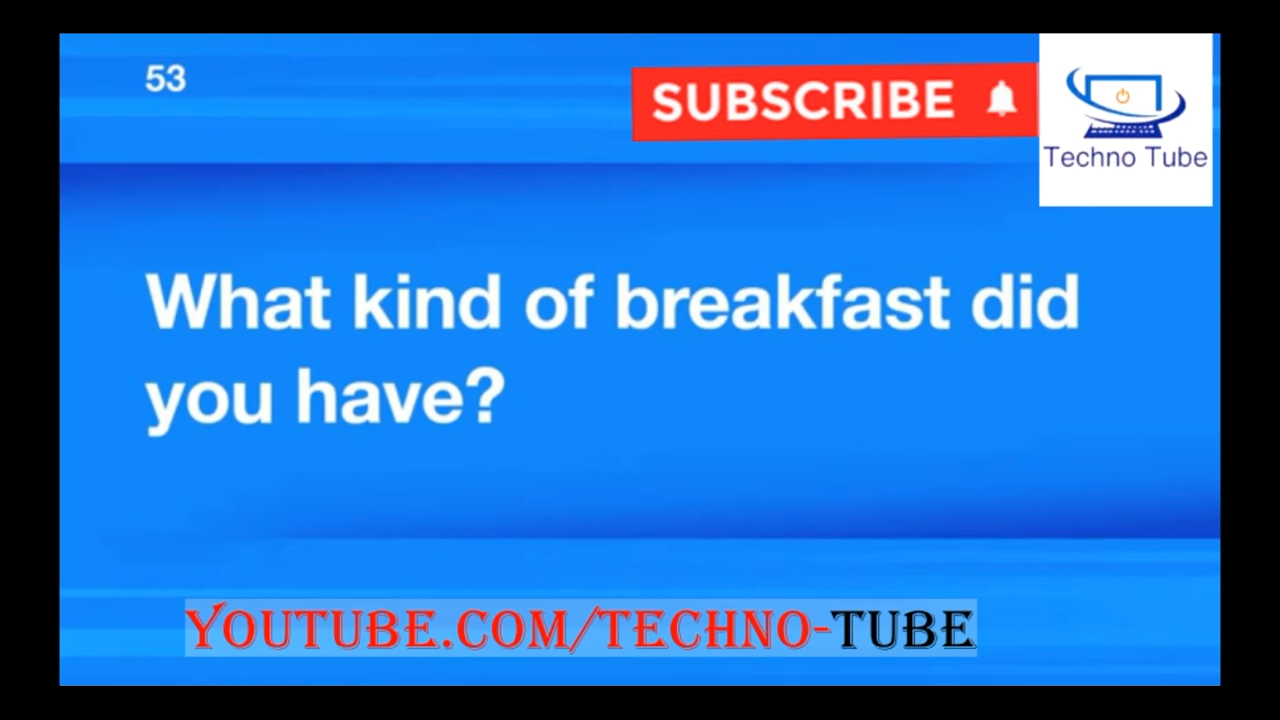 53
SUBSCRIBE
Techno Tube
What kind of breakfast did
you have?
YOUTUBE.COM/TECHNO-TUBE